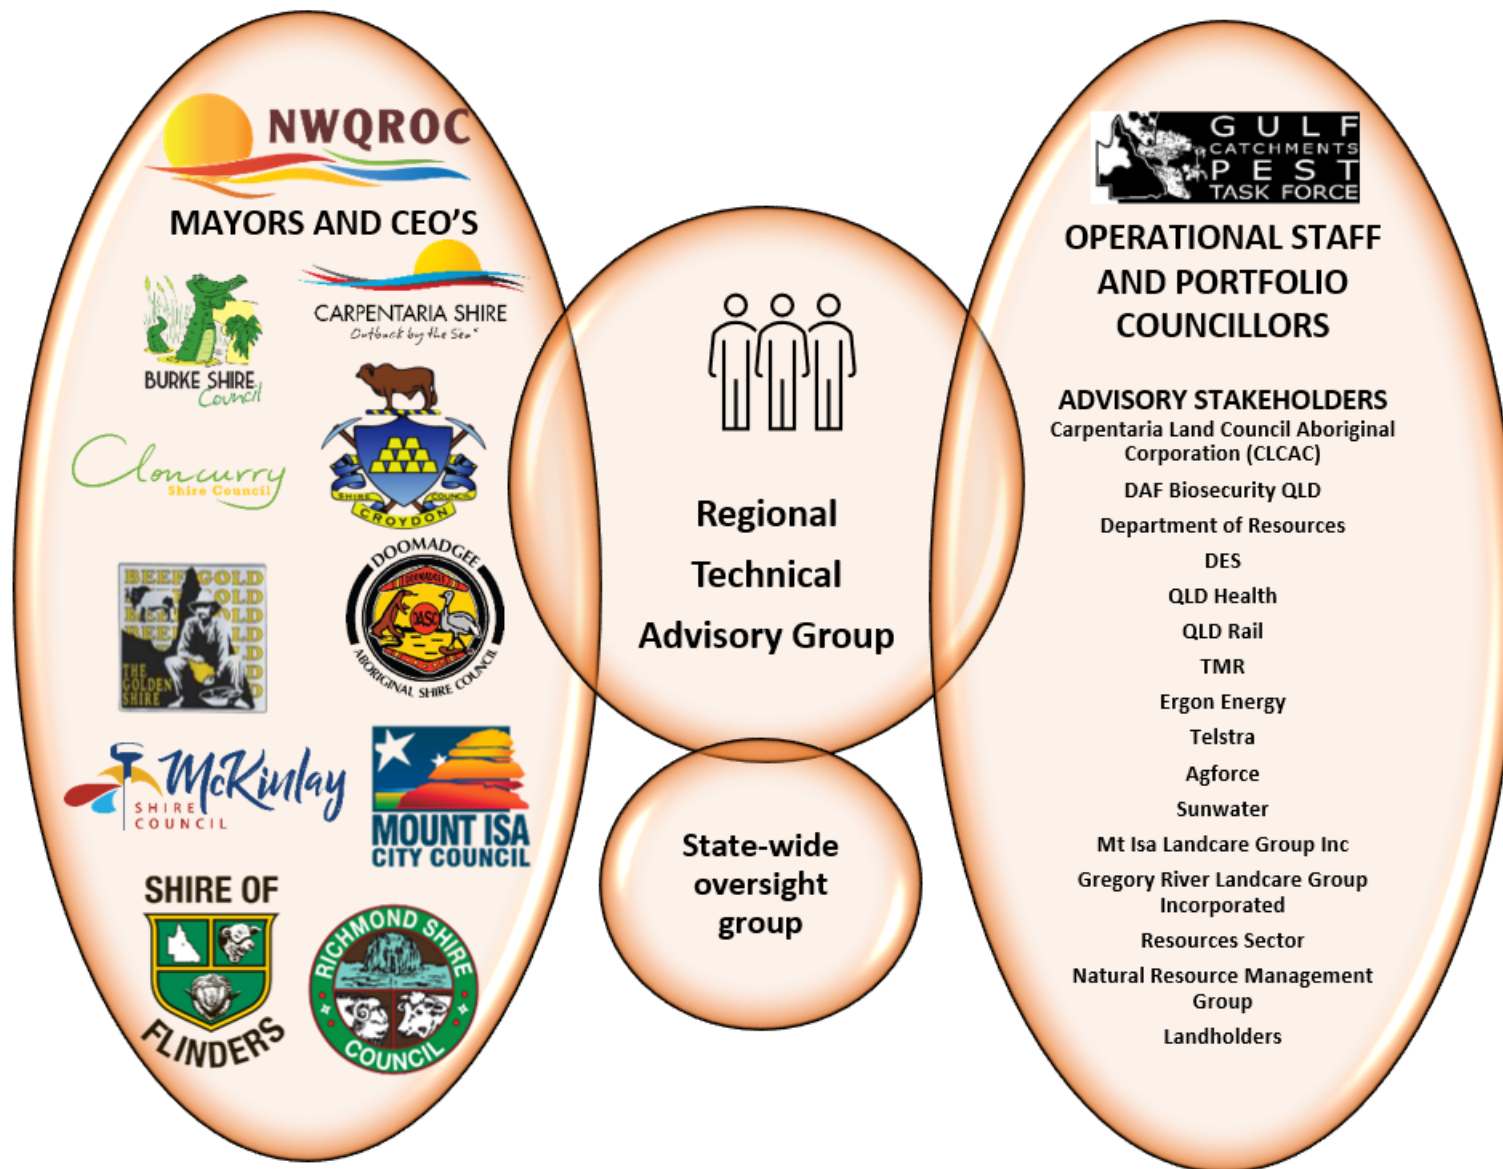 NWQROC
MAYORS AND CEO'S
BURKE SHIRE
Council
CARPENTARIA SHIRE
Outback by the Sea
Cloncurry
Shire Council
SHIRE COUNCIL
CROYDON
BEEF GOLD
THE
GOLDEN
SHIRE
DOOMADGEE
DOOMADGEE
DASC
ABORIGINAL SHIRE COUNCIL
McKinlay
SHIRE
COUNCIL
MOUNT ISA
CITY COUNCIL
SHIRE OF
FLINDERS
RICHMOND SHIRE
COUNCIL
Regional
Technical
Advisory Group
State-wide
oversight
group
GULF
CATCHMENTS
PEST
TASK FORCE
OPERATIONAL STAFF
AND PORTFOLIO
COUNCILLORS
ADVISORY STAKEHOLDERS
Carpentaria Land Council Aboriginal
Corporation (CLCAC)
DAF Biosecurity QLD
Department of Resources
DES
QLD Health
QLD Rail
TMR
Ergon Energy
Telstra
Agforce
Sunwater
Mt Isa Landcare Group Inc
Gregory River Landcare Group
Incorporated
Resources Sector
Natural Resource Management
Group
Landholders